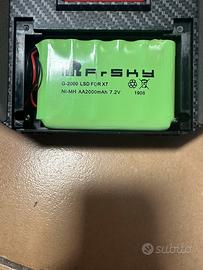 FrSKY
G-2000 LSD FOR X7
Ni-MH AA2000mAh 7.2V
1908
subito